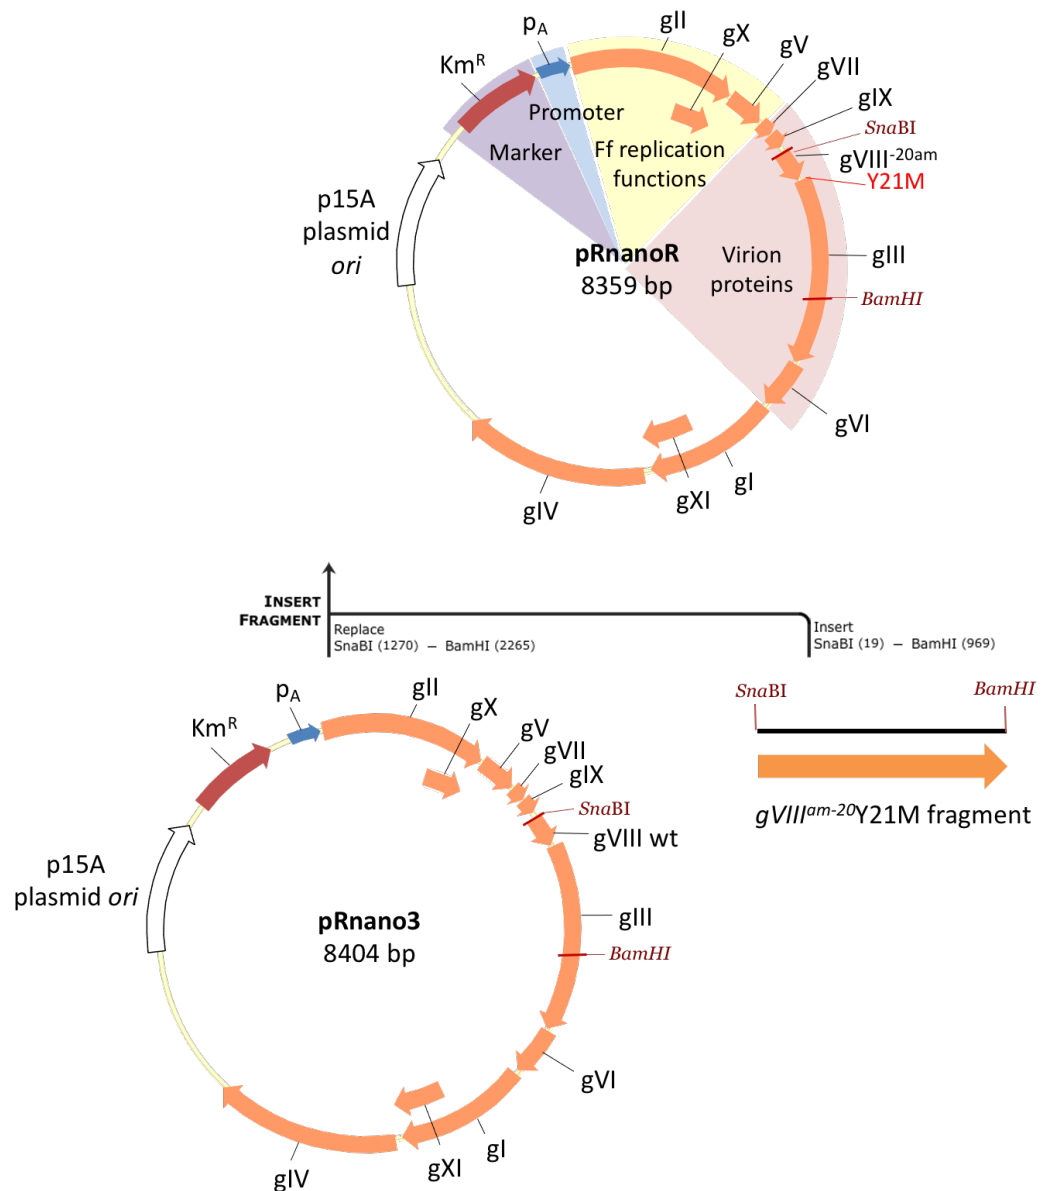 gII
pA
gX
gV
KmR
gVII
gIX
SnaBI
Promoter
gVIII-20am
Marker
Ff replication
functions
Y21M
p15A
plasmid
ori
pRnanoR
8359 bp
Virion
proteins
gIII
BamHI
gVI
gXI
gI
gIV
INSERT
FRAGMENT
Replace
SnaBI (1270) – BamHI (2265)
Insert
SnaBI (19) – BamHI (969)
gII
pA
gX
KmR
gV
gVII
gIX
SnaBI
gVIII wt
p15A
plasmid ori
pRnano3
8404 bp
gIII
BamHI
gVI
gI
gXI
gIV
SnaBI
BamHI
gVIIIam-20Y21M fragment